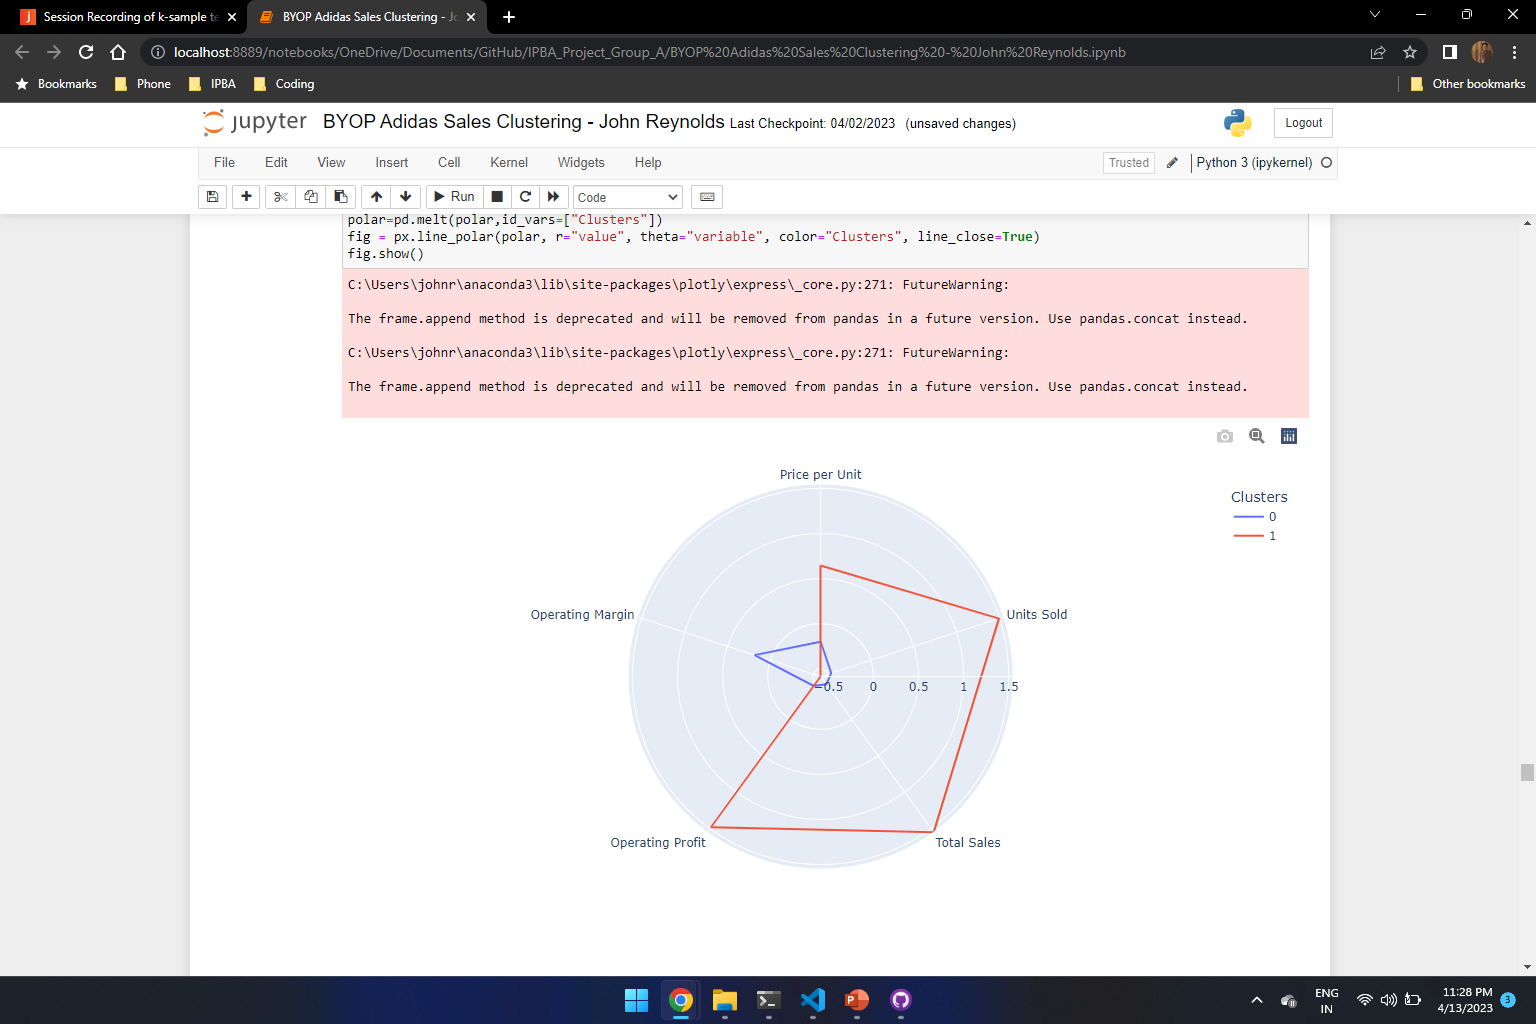 Session Recording of k-sample te
BYOP Adidas Sales Clustering - Jo
localhost:8889/notebooks/OneDrive/Documents/GitHub/IPBA_Project_Group_A/BYOP%20Adidas%20Sales%20Clustering%20-%20John%20Reynolds.ipynb
Bookmarks Phone IPBA Coding Other bookmarks
jupyter BYOP Adidas Sales Clustering - John Reynolds Last Checkpoint: 04/02/2023 (unsaved changes) Logout
File Edit View Insert Cell Kernel Widgets Help Trusted Python 3 (ipykernel)
Run Code
polar=pd.melt(polar,id_vars=["Clusters"])
fig = px.line_polar(polar, r="value", theta="variable", color="Clusters", line_close=True)
fig.show()
C:\Users\johnr\anaconda3\lib\site-packages\plotly\express\_core.py:271: FutureWarning:
The frame.append method is deprecated and will be removed from pandas in a future version. Use pandas.concat instead.
C:\Users\johnr\anaconda3\lib\site-packages\plotly\express\_core.py:271: FutureWarning:
The frame.append method is deprecated and will be removed from pandas in a future version. Use pandas.concat instead.
Price per Unit
Clusters
0
1
Operating Margin
Units Sold
−0.5 0 0.5 1 1.5
Operating Profit
Total Sales
ENG
IN
11:28 PM
4/13/2023
3